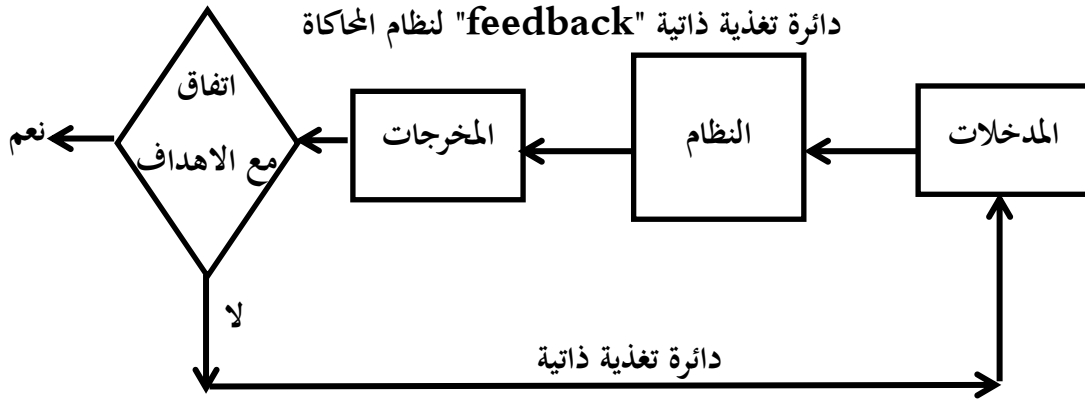 دائرة تغذية ذاتية "feedback" لنظام المحاكاة
المدخلات
النظام
المخرجات
اتفاق
مع الاهداف
نعم
لا
دائرة تغذية ذاتية